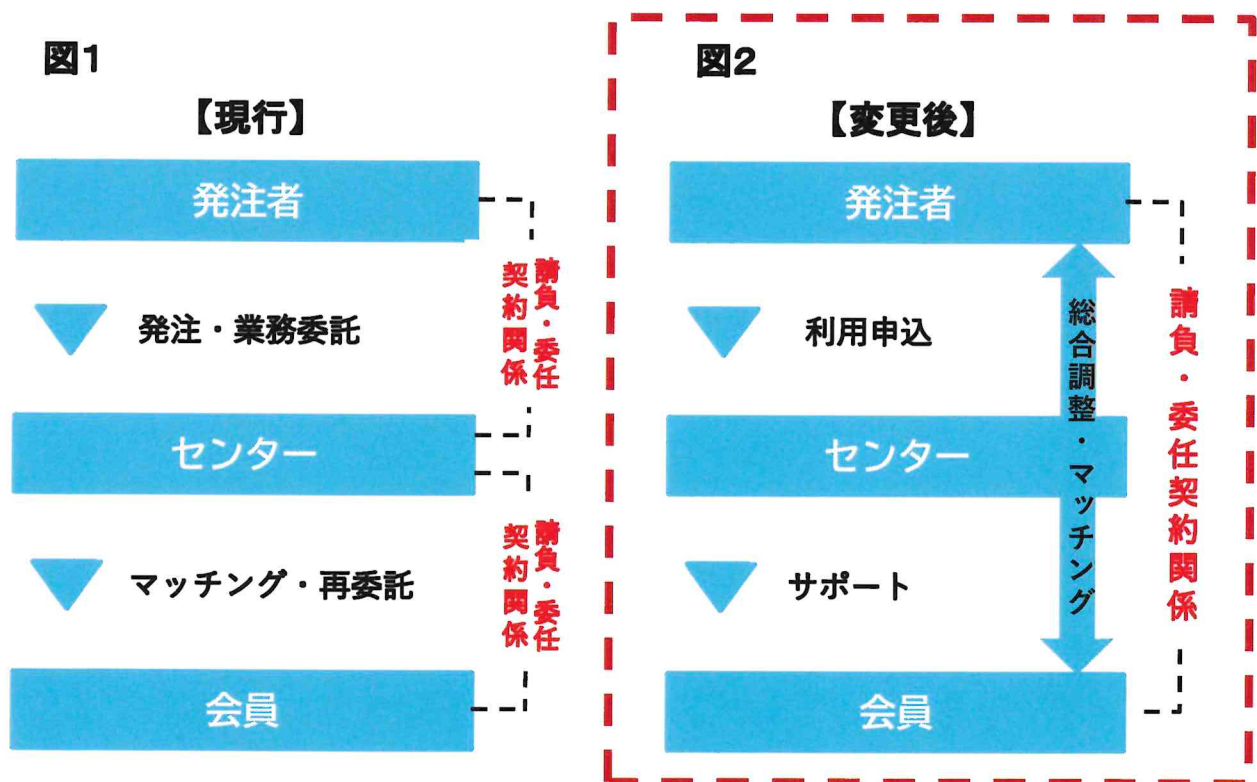 図1
【現行】
発注者
発注・業務委託
請負・委任
契約関係
センター
マッチング・再委託
請負・委任
契約関係
会員
図2
【変更後】
発注者
利用申込
センター
サポート
会員
総合調整・マッチング
請負・委任契約関係